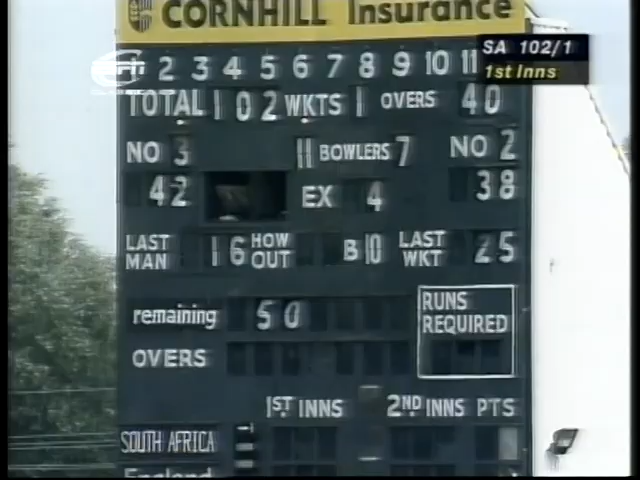 CORNHILL Insurance
SA 102/1
1st Inns
2 3 4 5 6 7 8 9 10 11
TOTAL 102 WKTS 1 OVERS 40
NO 3 11 BOWLERS 7 NO 2
42 EX 4 38
LAST MAN 16 HOW OUT B 10 LAST WKT 25
remaining 50
RUNS REQUIRED
OVERS
1ST INNS 2ND INNS PTS
SOUTH AFRICA
England